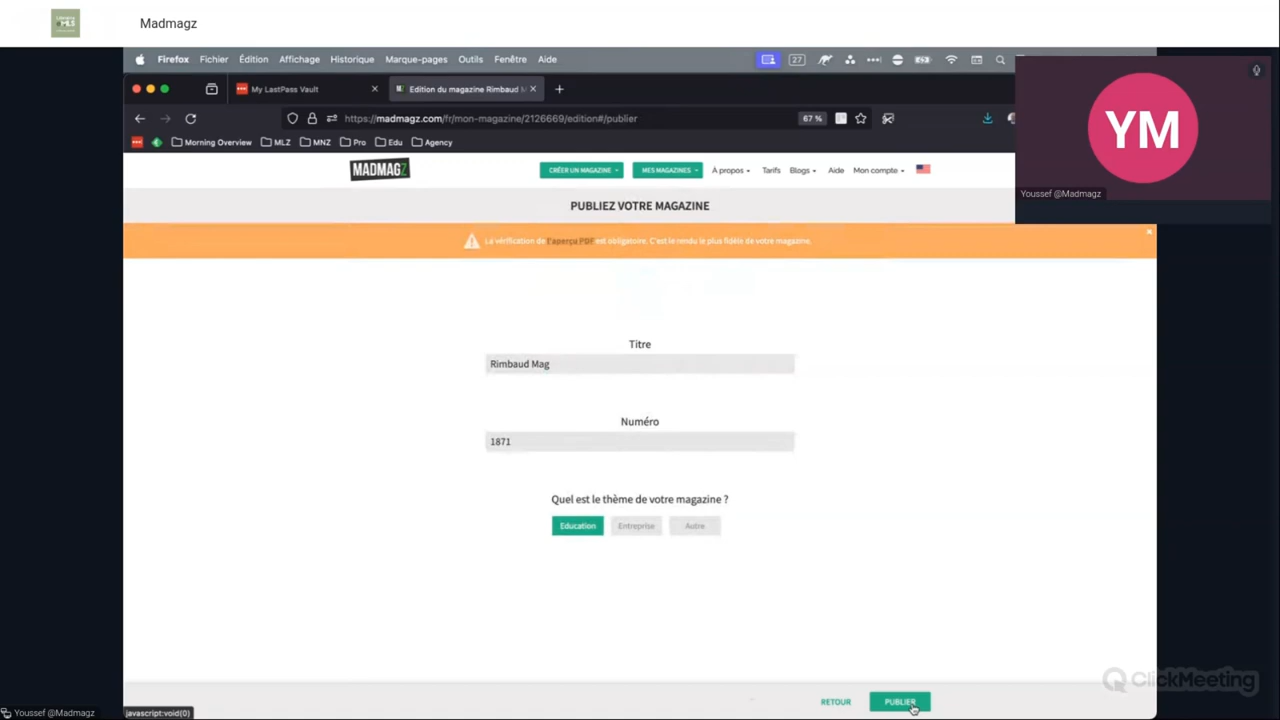 Madmagz
Firefox Fichier Édition Affichage Historique Marque-pages Outils Fenêtre Aide
27
My LastPass Vault
Edition du magazine Rimbaud M
https://madmagz.com/fr/mon-magazine/2126669/edition#/publier
67 %
Morning Overview MLZ Pro MNZ Edu Agency
YM
Youssef @Madmagz
MADMAGZ
CRÉER UN MAGAZINE
MES MAGAZINES
À propos
Tarifs
Blogs
Aide
Mon compte
PUBLIEZ VOTRE MAGAZINE
La vérification de l'aperçu PDF est obligatoire. C'est le rendu le plus fidèle de votre magazine.
Titre
Rimbaud Mag
Numéro
1871
Quel est le thème de votre magazine ?
Education Entreprise Autre
ClickMeeting
RETOUR PUBLIER
Youssef @Madmagz
javascript:void(0)